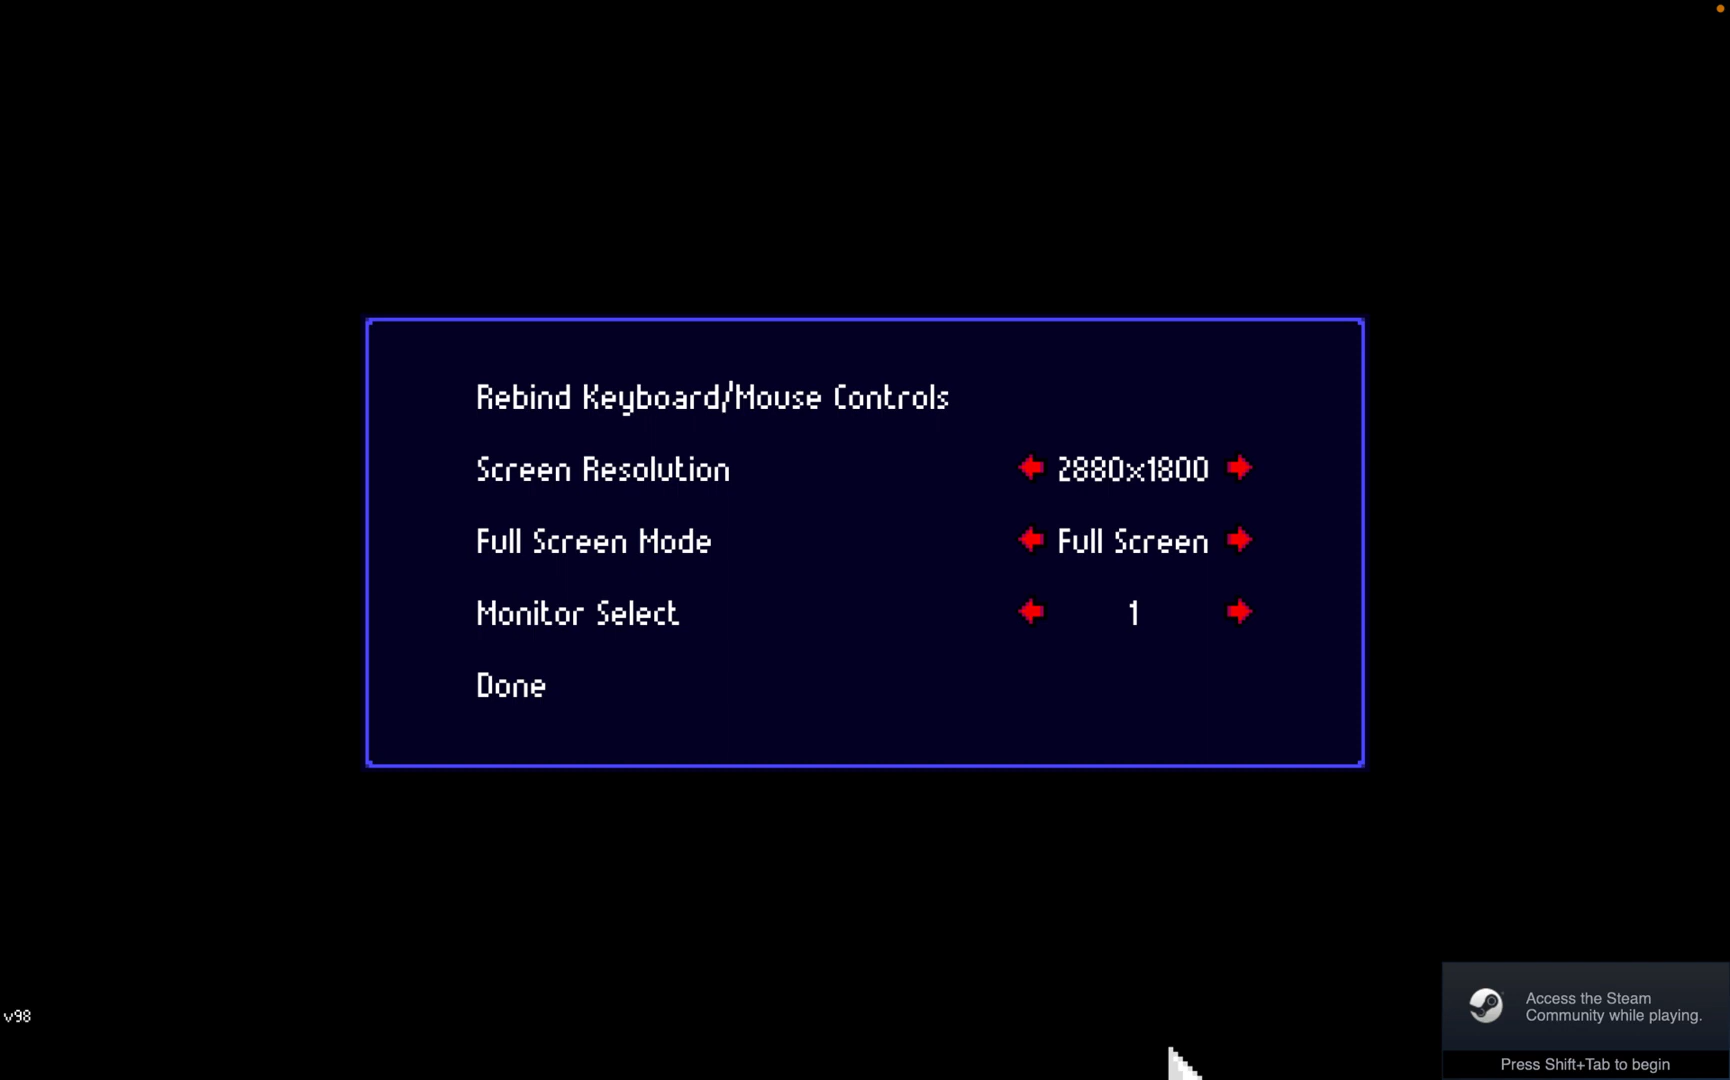 Rebind Keyboard/Mouse Controls
Screen Resolution 2880x1800
Full Screen Mode Full Screen
Monitor Select 1
Done
v98
Access the Steam
Community while playing.
Press Shift+Tab to begin